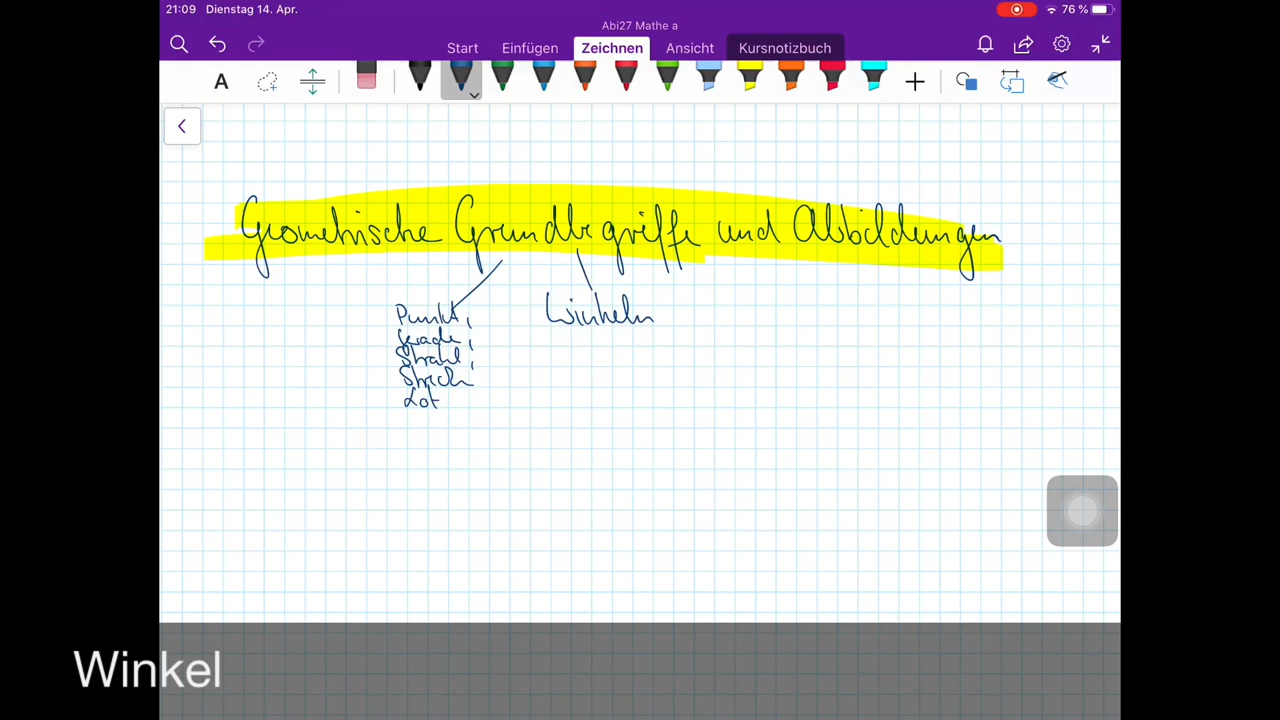 21:09 Dienstag 14. Apr.
76 %
Abi27 Mathe a
Start Einfügen Zeichnen Ansicht Kursnotizbuch
A
Geometrische Grundbegriffe und Abbildungen
Punkt,
Gerade,
Strahl,
Strich
Lot
Winkeln
Winkel